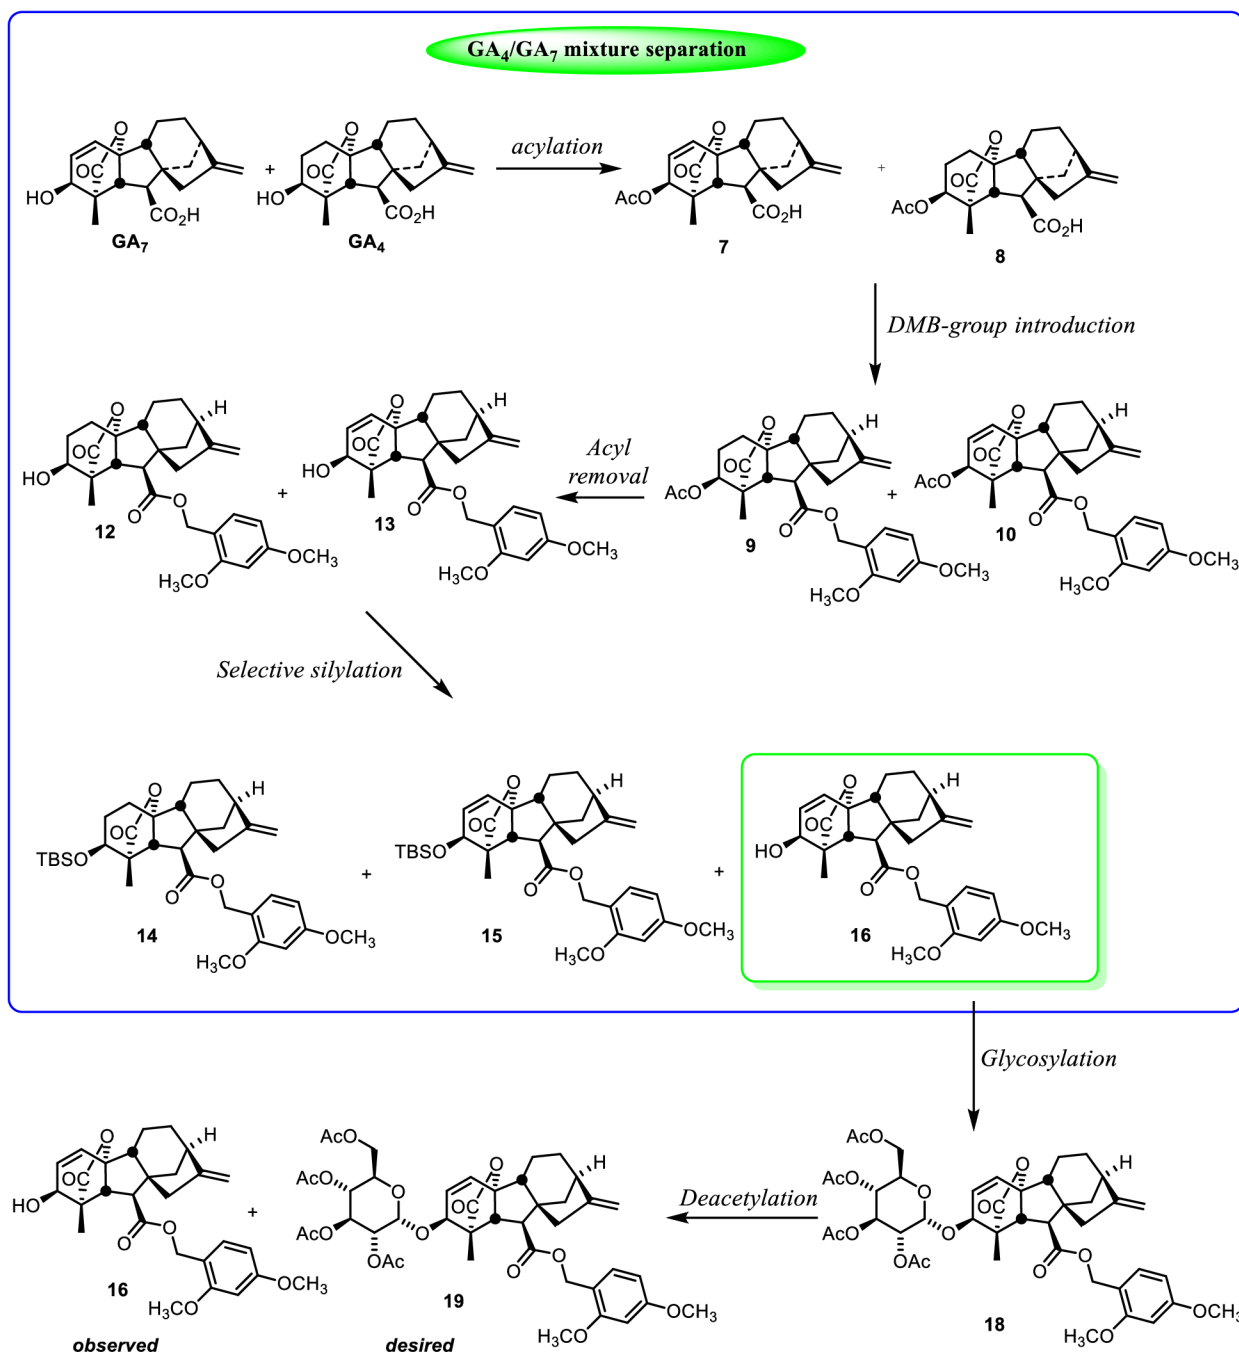 GA4/GA7 mixture separation
O
OC
HO
CO2H
GA7
+
O
OC
HO
CO2H
GA4
acylation
O
OC
AcO
CO2H
7
+
O
OC
AcO
CO2H
8
DMB-group introduction
O
H
OC
HO
O
O
OCH3
H3CO
12
+
O
H
OC
HO
O
O
OCH3
H3CO
13
Acyl
removal
O
H
OC
AcO
O
O
OCH3
H3CO
9
+
O
H
OC
AcO
O
O
OCH3
H3CO
10
Selective silylation
O
H
OC
TBSO
O
O
OCH3
H3CO
14
+
O
H
OC
TBSO
O
O
OCH3
H3CO
15
+
O
H
OC
HO
O
O
OCH3
H3CO
16
Glycosylation
O
H
OC
HO
O
O
OCH3
H3CO
16
observed
+
AcO
AcO
AcO
OAc
O
O
O
H
OC
O
O
OCH3
H3CO
19
desired
Deacetylation
AcO
AcO
AcO
OAc
O
O
O
H
OC
O
O
OCH3
H3CO
18